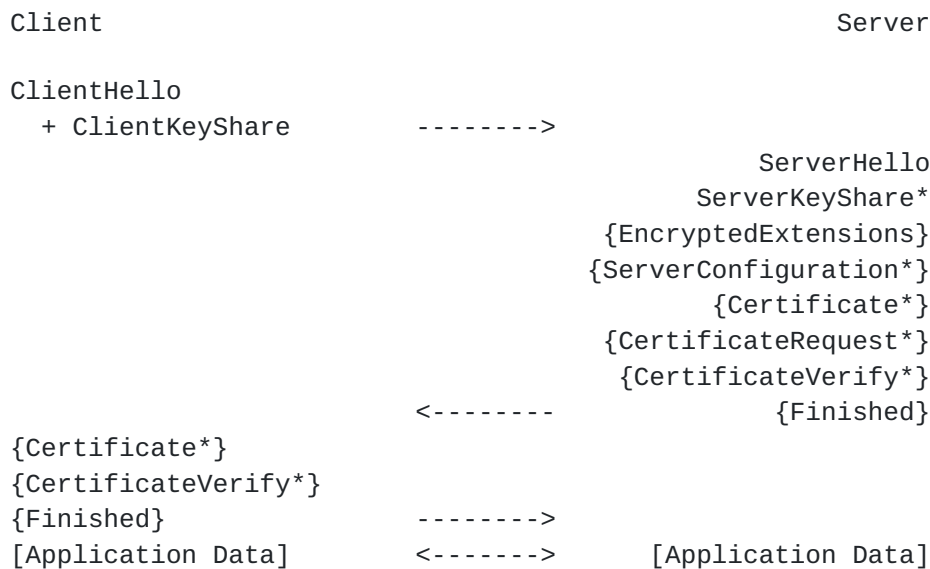 Client                                               Server

ClientHello
  + ClientKeyShare        -------->
                                                ServerHello
                                            ServerKeyShare*
                                      {EncryptedExtensions}
                                     {ServerConfiguration*}
                                             {Certificate*}
                                      {CertificateRequest*}
                                       {CertificateVerify*}
                          <--------              {Finished}
{Certificate*}
{CertificateVerify*}
{Finished}                -------->
[Application Data]        <------->      [Application Data]